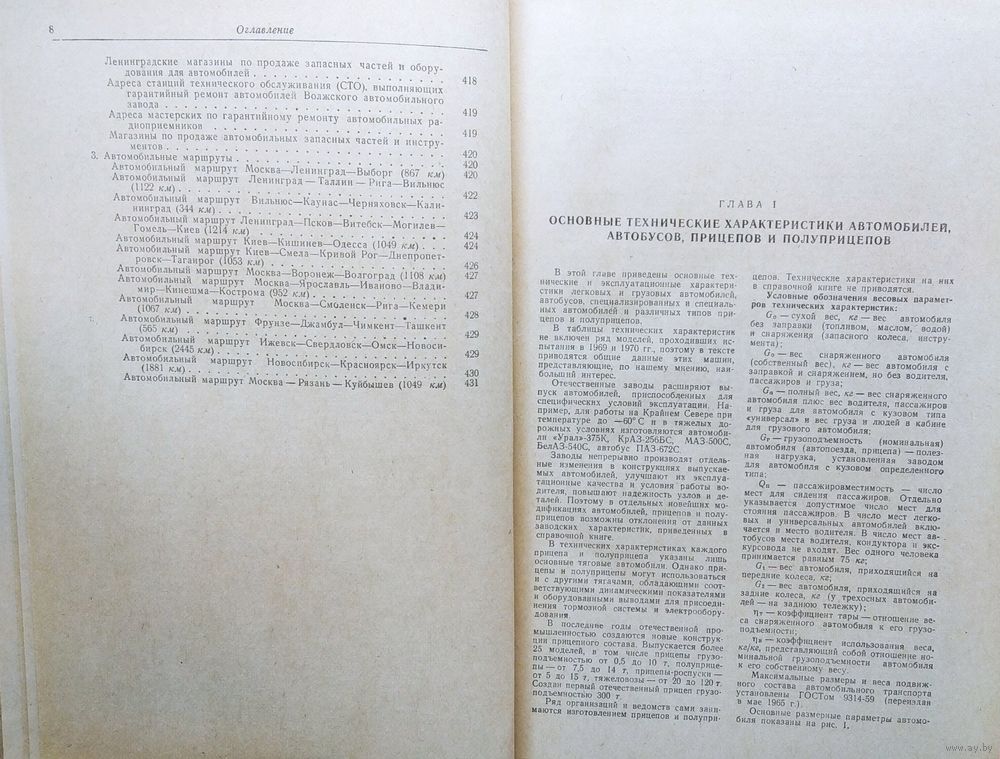 8 Оглавление
Ленинградские магазины по продаже запасных частей и обору-
дования для автомобилей . . . . . . . . . . . . . . . 418
Адреса станций технического обслуживания (СТО), выполняющих
гарантийный ремонт автомобилей Волжского автомобильного
завода . . . . . . . . . . . . . . . . . . . . 419
Адреса мастерских по гарантийному ремонту автомобильных ра-
диоприемников . . . . . . . . . . . . . . . . . 419
Магазины по продаже автомобильных запасных частей и инстру-
ментов . . . . . . . . . . . . . . . . . . . . 420
3. Автомобильные маршруты . . . . . . . . . . . . . . . 420
Автомобильный маршрут Москва—Ленинград—Выборг (867 км) 420
Автомобильный маршрут Ленинград—Таллин—Рига—Вильнюс
(1122 км) . . . . . . . . . . . . . . . . . . . 422
Автомобильный маршрут Вильнюс—Каунас—Черняховск—Кали-
нинград (344 км) . . . . . . . . . . . . . . . . 423
Автомобильный маршрут Ленинград—Псков—Витебск—Могилев—
Гомель—Киев (1214 км) . . . . . . . . . . . . . . 424
Автомобильный маршрут Киев—Кишинев—Одесса (1049 км) . . . 424
Автомобильный маршрут Киев—Смела—Кривой Рог—Днепропет-
ровск—Таганрог (1053 км) . . . . . . . . . . . . . 426
Автомобильный маршрут Москва—Воронеж—Волгоград (1108 км) 427
Автомобильный маршрут Москва—Ярославль—Иваново—Влади-
мир—Кинешма—Кострома (952 км) . . . . . . . . . . . 427
Автомобильный маршрут Москва—Смоленск—Рига—Кемери
(1067 км) . . . . . . . . . . . . . . . . . . . 428
Автомобильный маршрут Фрунзе—Джамбул—Чимкент—Ташкент
(565 км) . . . . . . . . . . . . . . . . . . . . 429
Автомобильный маршрут Ижевск—Свердловск—Омск—Новоси-
бирск (2445 км) . . . . . . . . . . . . . . . . . 429
Автомобильный маршрут Новосибирск—Красноярск—Иркутск
(1881 км) . . . . . . . . . . . . . . . . . . . 430
Автомобильный маршрут Москва—Рязань—Куйбышев (1049 км) 431
ГЛАВА I
ОСНОВНЫЕ ТЕХНИЧЕСКИЕ ХАРАКТЕРИСТИКИ АВТОМОБИЛЕЙ,
АВТОБУСОВ, ПРИЦЕПОВ И ПОЛУПРИЦЕПОВ
В этой главе приведены основные тех-
нические и эксплуатационные характери-
стики легковых и грузовых автомобилей,
автобусов, специализированных и специаль-
ных автомобилей и различных типов при-
цепов и полуприцепов.
В таблицы технических характеристик
не включен ряд моделей, проходивших ис-
пытания в 1969 и 1970 гг., поэтому в тексте
приводятся общие данные этих машин,
представляющие, по нашему мнению, наи-
больший интерес.
Отечественные заводы расширяют вы-
пуск автомобилей, приспособленных для
специфических условий эксплуатации. На-
пример, для работы на Крайнем Севере при
температуре до —60° С и в тяжелых до-
рожных условиях изготовляются автомоби-
ли «Урал»-375К, КрАЗ-256БС, МАЗ-500С,
БелАЗ-540С, автобус ПАЗ-672С.
Заводы непрерывно производят отдель-
ные изменения в конструкциях выпускае-
мых автомобилей, улучшают их эксплуа-
тационные качества и условия работы во-
дителя, повышают надежность узлов и де-
талей. Поэтому в отдельных новейших мо-
дификациях автомобилей, прицепов и полу-
прицепов возможны отклонения от данных
заводских характеристик, приведенных в
справочной книге.
В технических характеристиках каждого
прицепа и полуприцепа указаны лишь
основные тяговые автомобили. Однако при-
цепы и полуприцепы могут использоваться
и с другими тягачами, обладающими соот-
ветствующими динамическими показателями
и оборудованными выводами для присоеди-
нения тормозной системы и электрообору-
дования.
В последние годы отечественной про-
мышленностью создаются новые конструк-
ции прицепного состава. Выпускается более
25 моделей, в том числе прицепы грузо-
подъемностью от 0,5 до 10 т, полуприце-
пы — от 7,5 до 14 т, прицепы-роспуски —
от 5 до 15 т, тяжеловозы — от 20 до 120 т.
Создан первый отечественный прицеп грузо-
подъемностью 300 т.
Ряд организаций и ведомств сами зани-
маются изготовлением прицепов и полупри-
цепов. Технические характеристики на них
в справочной книге не приводятся.
Условные обозначения весовых парамет-
ров технических характеристик:
G₀ — сухой вес, кг — вес автомобиля
без заправки (топливом, маслом, водой)
и снаряжения (запасного колеса, инстру-
мента);
G₀ — вес снаряженного автомобиля
(собственный вес), кг — вес автомобиля с
заправкой и снаряжением, но без водителя,
пассажиров и груза;
Gа — полный вес, кг — вес снаряженного
автомобиля плюс вес водителя, пассажиров
и груза для автомобиля с кузовом типа
«универсал» и вес груза и людей в кабине
для грузового автомобиля;
Gг — грузоподъемность (номинальная)
автомобиля (автопоезда, прицепа) — полез-
ная нагрузка, установленная заводом
для автомобиля с кузовом определенного
типа;
Qп — пассажировместимость — число
мест для сидения пассажиров. Отдельно
указывается допустимое число мест для
стояния пассажиров. В число мест легко-
вых и универсальных автомобилей вклю-
чается и место водителя. В число мест ав-
тобусов места водителя, кондуктора и экс-
курсовода не входят. Вес одного человека
принимается равным 75 кг;
G₁ — вес автомобиля, приходящийся на
передние колеса, кг;
G₂ — вес автомобиля, приходящийся на
задние колеса, кг (у трехосных автомоби-
лей — на заднюю тележку);
ηт — коэффициент тары — отношение ве-
са снаряженного автомобиля к его грузо-
подъемности;
ηв — коэффициент использования веса,
кг/кг, представляющий собой отношение но-
минальной грузоподъемности автомобиля
к его собственному весу.
Максимальные размеры и веса подвиж-
ного состава автомобильного транспорта
установлены ГОСТом 9314-59 (переиздан
в мае 1965 г.).
Основные размерные параметры автомо-
биля показаны на рис. 1.
www.ay.by